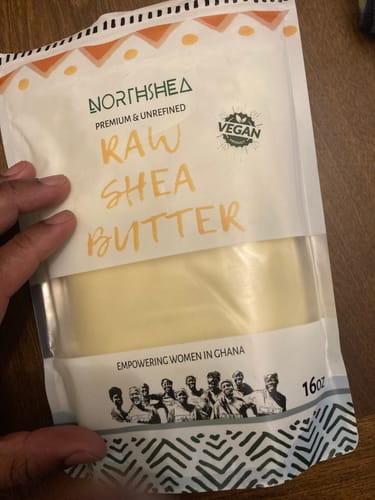 NORTHSHEA
PREMIUM & UNREFINED
VEGAN
RAW
SHEA
BUTTER
EMPOWERING WOMEN IN GHANA
16OZ